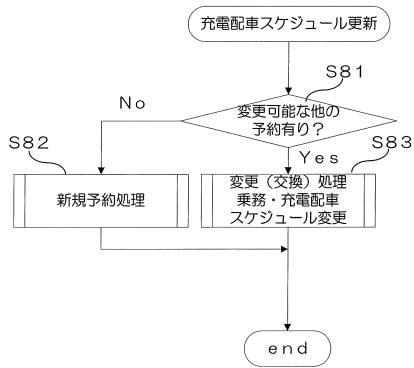 充電配車スケジュール更新
S81
変更可能な他の
予約有り？
No
Yes
S82
新規予約処理
S83
変更（交換）処理
乗務・充電配車
スケジュール変更
end